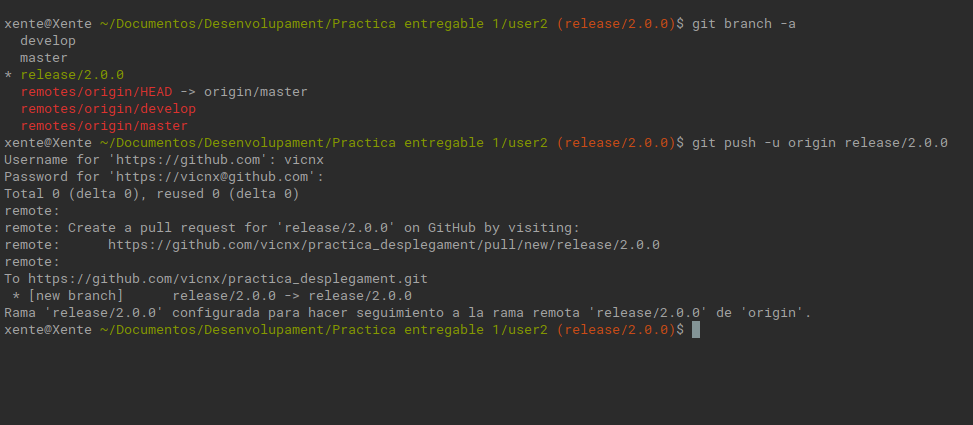 xente@Xente ~/Documentos/Desenvolupament/Practica entregable 1/user2 (release/2.0.0)$ git branch -a
  develop
  master
* release/2.0.0
  remotes/origin/HEAD -> origin/master
  remotes/origin/develop
  remotes/origin/master
xente@Xente ~/Documentos/Desenvolupament/Practica entregable 1/user2 (release/2.0.0)$ git push -u origin release/2.0.0
Username for 'https://github.com': vicnx
Password for 'https://vicnx@github.com':
Total 0 (delta 0), reused 0 (delta 0)
remote:
remote: Create a pull request for 'release/2.0.0' on GitHub by visiting:
remote:      https://github.com/vicnx/practica_desplegament/pull/new/release/2.0.0
remote:
To https://github.com/vicnx/practica_desplegament.git
 * [new branch]      release/2.0.0 -> release/2.0.0
Rama 'release/2.0.0' configurada para hacer seguimiento a la rama remota 'release/2.0.0' de 'origin'.
xente@Xente ~/Documentos/Desenvolupament/Practica entregable 1/user2 (release/2.0.0)$